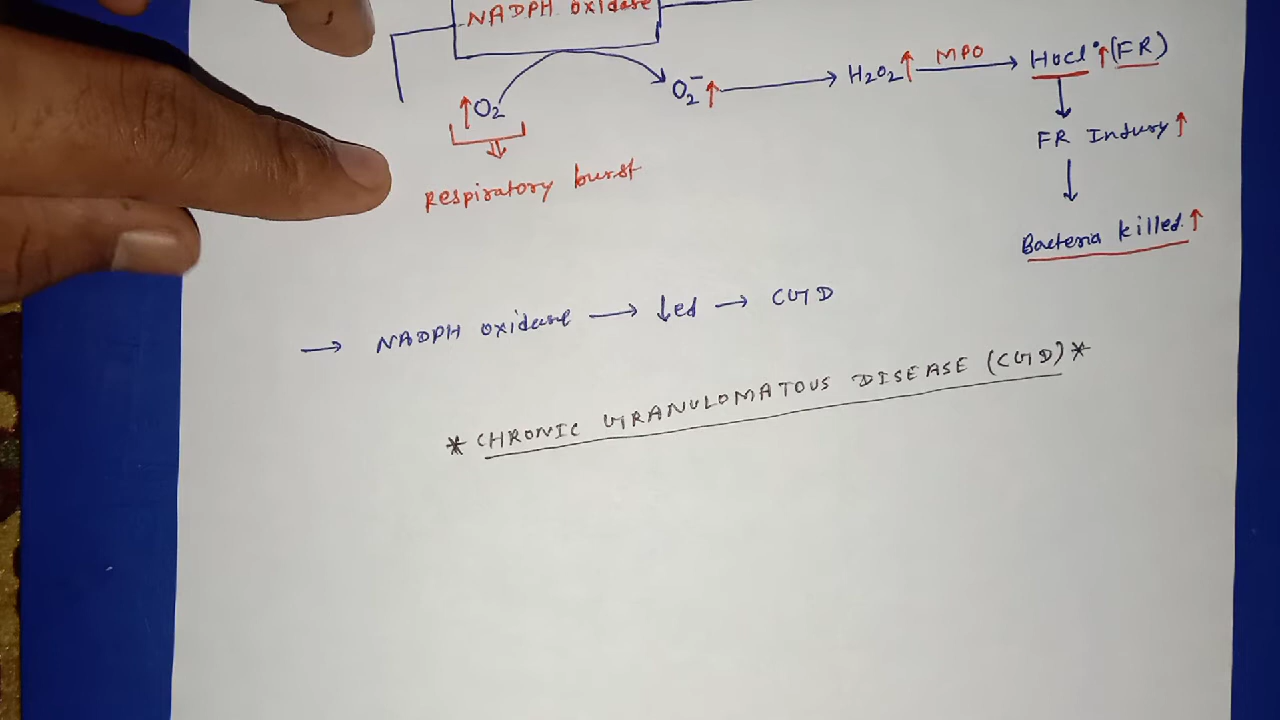 NADPH oxidase
↑O2 O2⁻↑ → H2O2↑ MPO → HOCl•↑(FR)
FR Indury↑
Respiratory burst
Bacteria killed↑
→ NADPH oxidase → ↓ed → CGD
* CHRONIC GRANULOMATOUS DISEASE (CGD) *